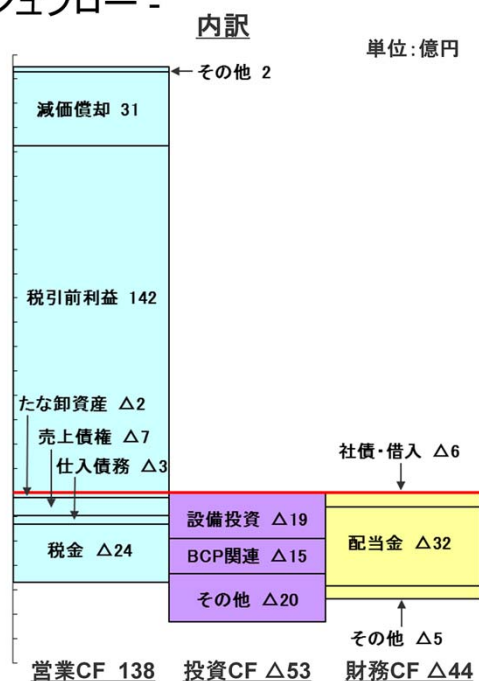 シュフロー -
内訳
単位：億円
その他 2
減価償却 31
税引前利益 142
たな卸資産 △2
売上債権 △7
仕入債務 △3
税金 △24
社債・借入 △6
設備投資 △19
配当金 △32
BCP関連 △15
その他 △20
その他 △5
営業CF 138 投資CF △53 財務CF △44